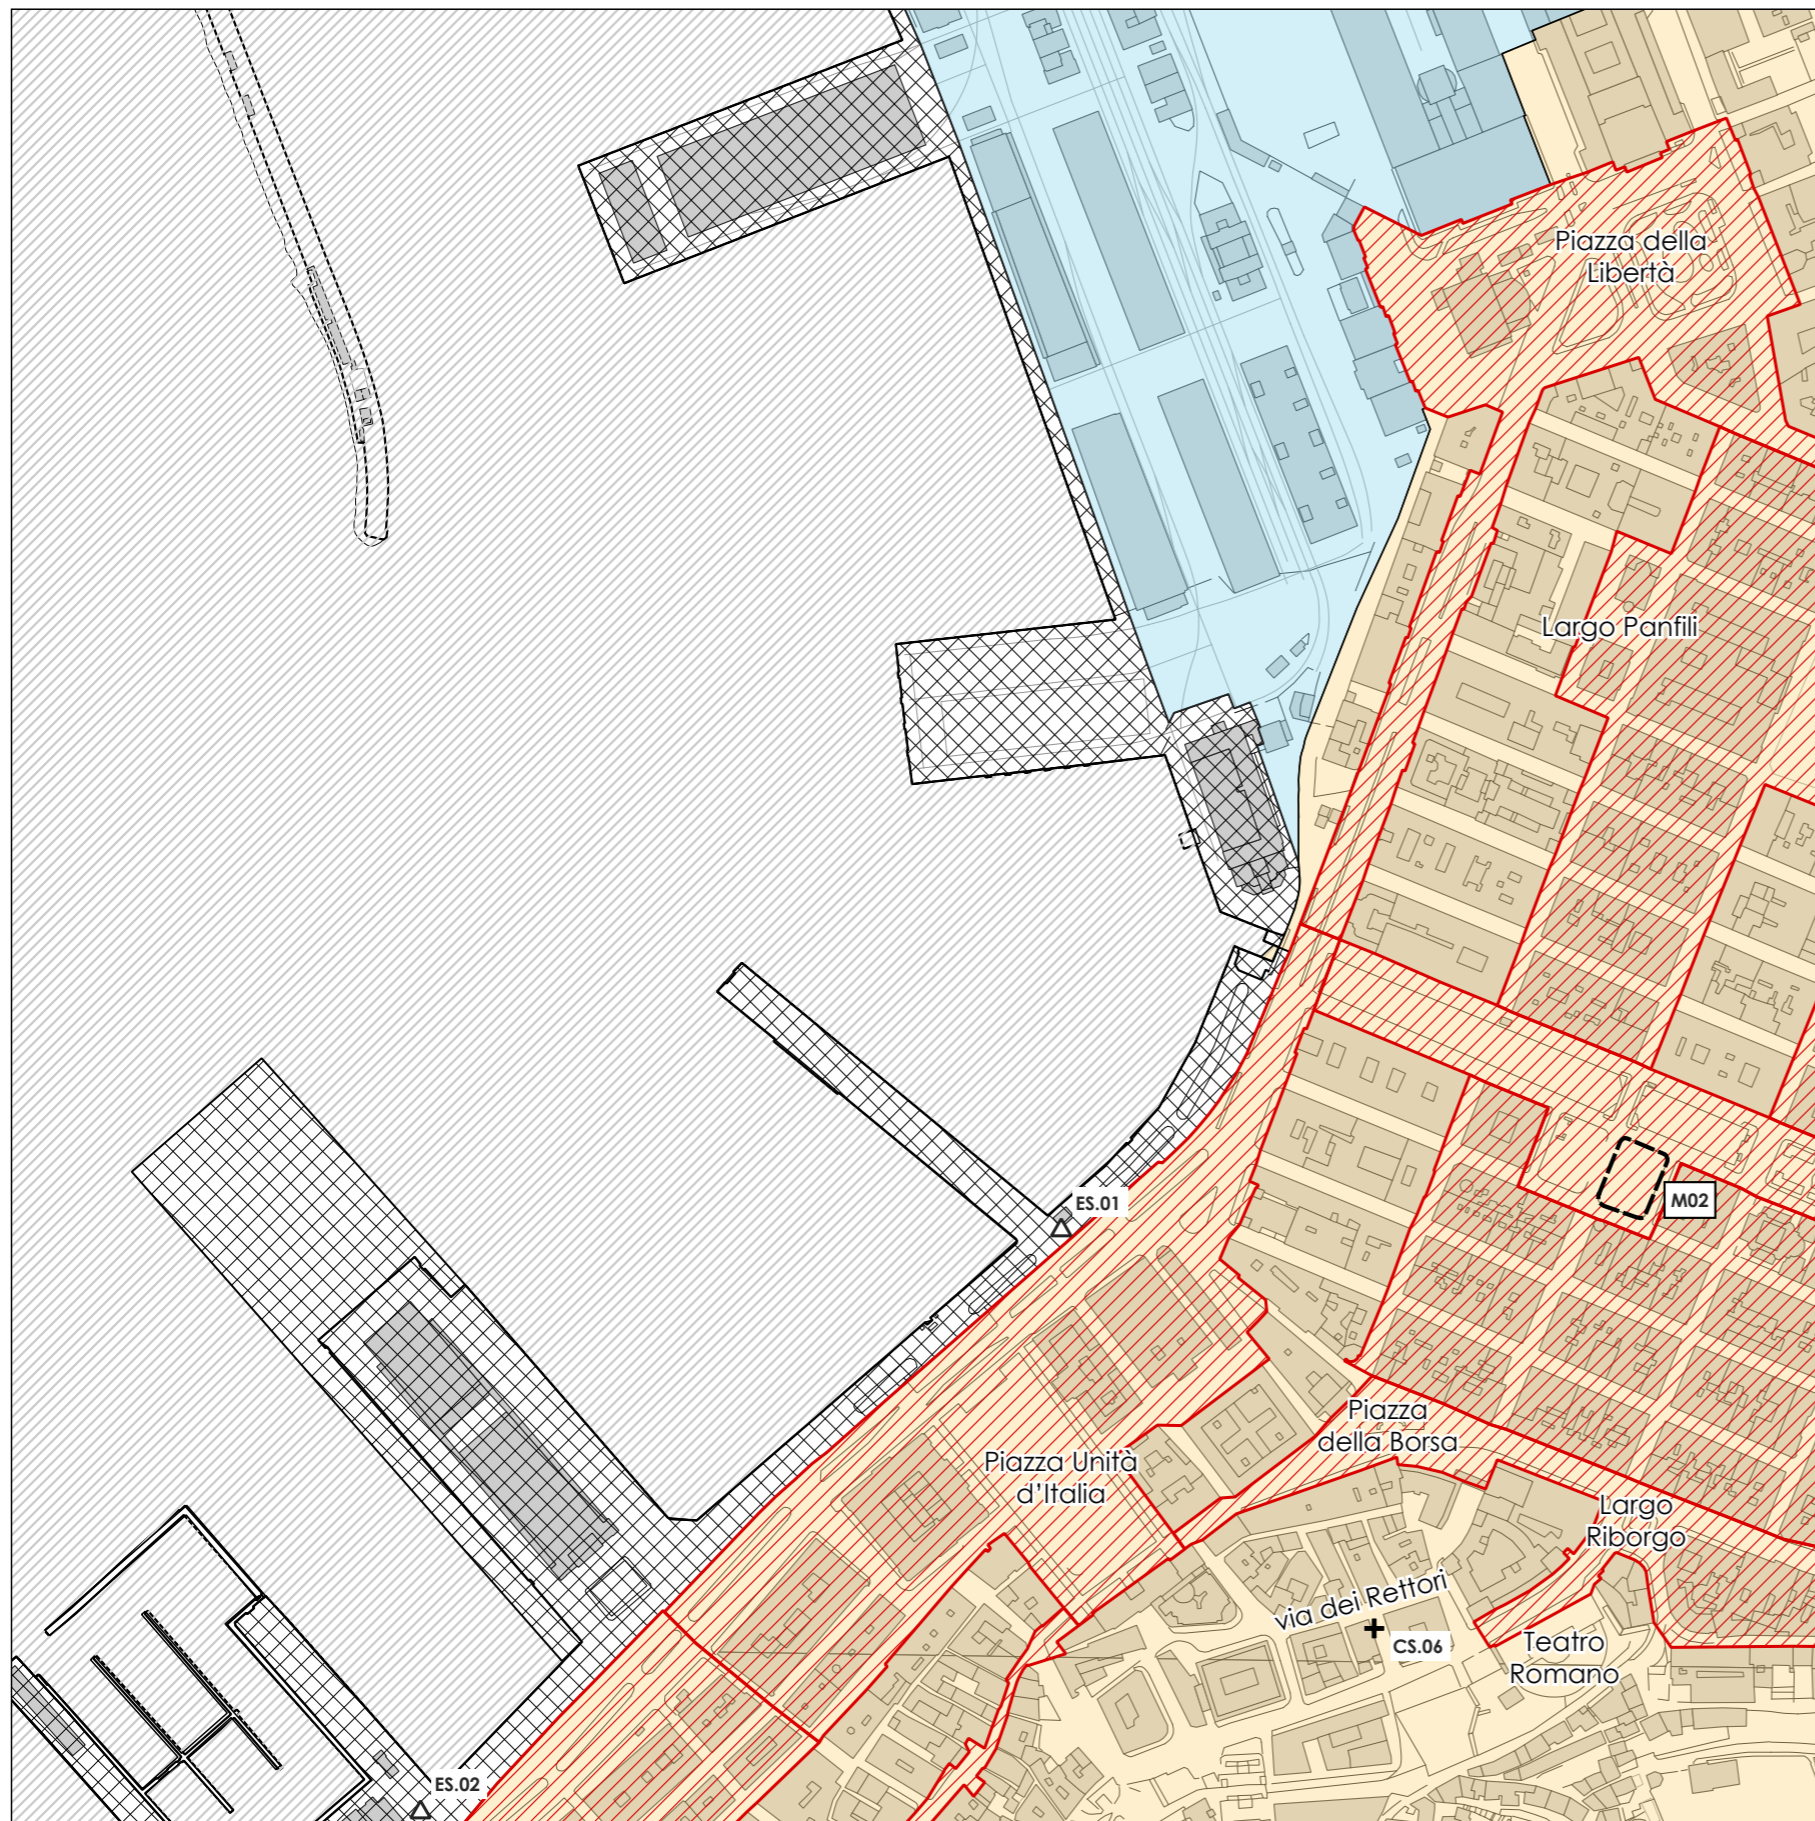 Piazza della
Libertà
Largo Panfili
M02
ES.01
Piazza
della Borsa
Piazza Unità
d'Italia
Largo
Riborgo
via dei Rettori
CS.06
Teatro
Romano
ES.02